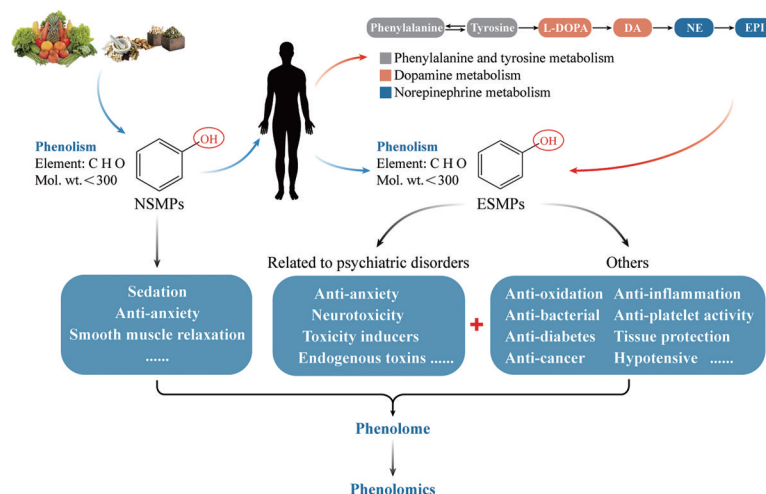 Phenylalanine Tyrosine L-DOPA DA NE EPI
Phenylalanine and tyrosine metabolism
Dopamine metabolism
Norepinephrine metabolism
Phenolism
Element: C H O
Mol. wt.<300
OH
NSMPs
Phenolism
Element: C H O
Mol. wt.<300
OH
ESMPs
Sedation
Anti-anxiety
Smooth muscle relaxation
......
Related to psychiatric disorders
Anti-anxiety
Neurotoxicity
Toxicity inducers
Endogenous toxins ......
+
Others
Anti-oxidation Anti-inflammation
Anti-bacterial Anti-platelet activity
Anti-diabetes Tissue protection
Anti-cancer Hypotensive ......
Phenolome
Phenolomics